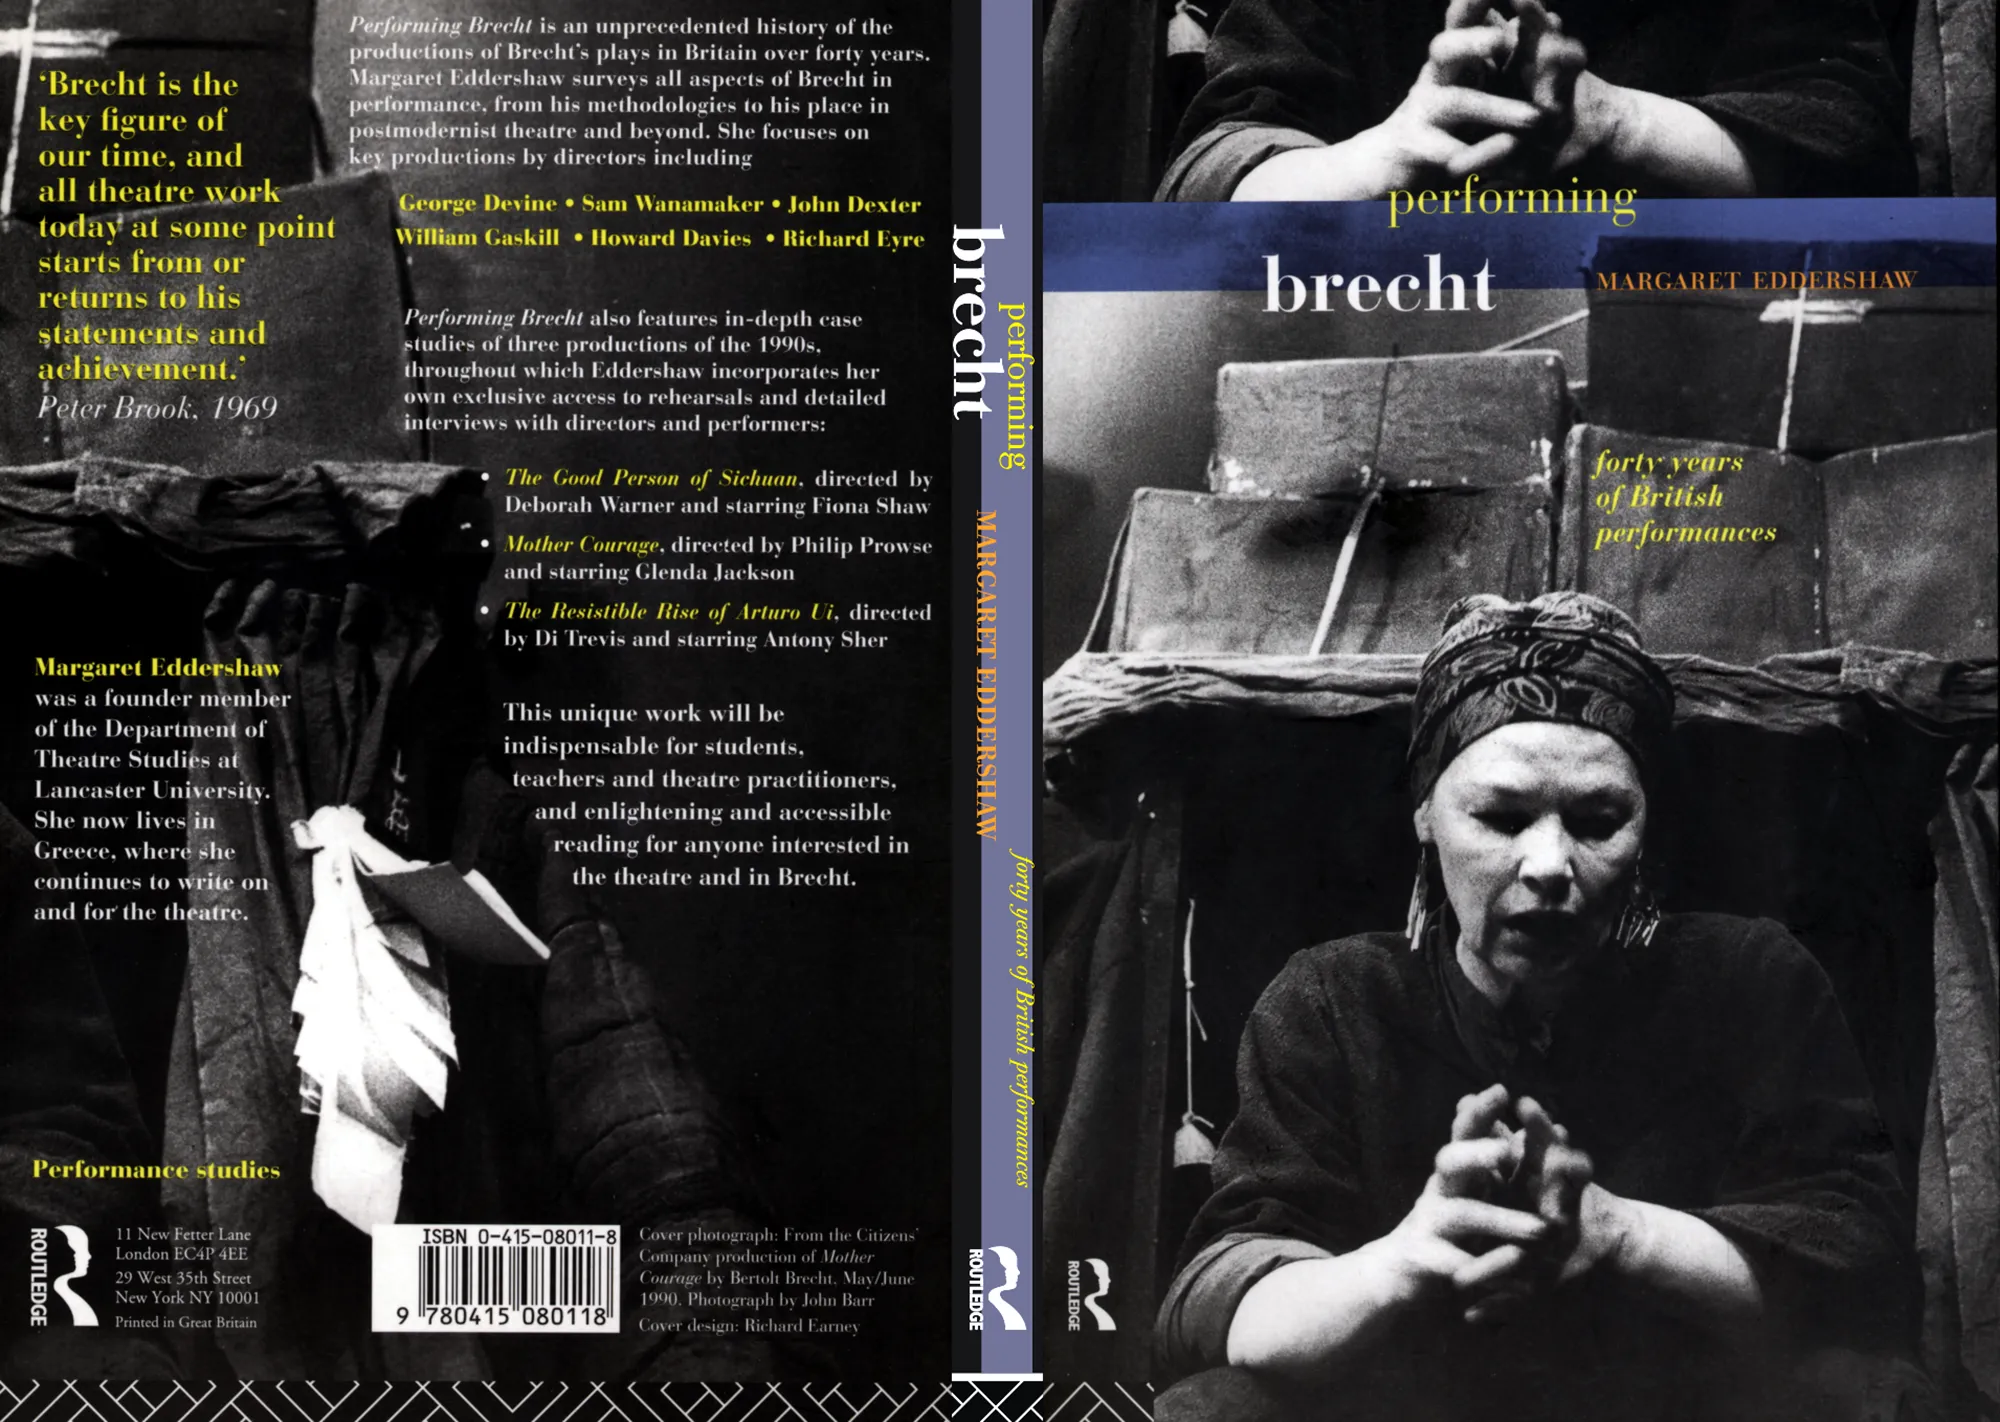 ‘Brecht is the
key figure of
our time, and
all theatre work
today at some point
starts from or
returns to his
statements and
achievement.’
Peter Brook, 1969
Performing Brecht is an unprecedented history of the
productions of Brecht's plays in Britain over forty years.
Margaret Eddershaw surveys all aspects of Brecht in
performance, from his methodologies to his place in
postmodernist theatre and beyond. She focuses on
key productions by directors including
George Devine • Sam Wanamaker • John Dexter
William Gaskill • Howard Davies • Richard Eyre
Performing Brecht also features in-depth case
studies of three productions of the 1990s,
throughout which Eddershaw incorporates her
own exclusive access to rehearsals and detailed
interviews with directors and performers:
• The Good Person of Sichuan, directed by
Deborah Warner and starring Fiona Shaw
• Mother Courage, directed by Philip Prowse
and starring Glenda Jackson
• The Resistible Rise of Arturo Ui, directed
by Di Trevis and starring Antony Sher
This unique work will be
indispensable for students,
teachers and theatre practitioners,
and enlightening and accessible
reading for anyone interested in
the theatre and in Brecht.
Margaret Eddershaw
was a founder member
of the Department of
Theatre Studies at
Lancaster University.
She now lives in
Greece, where she
continues to write on
and for the theatre.
Performance studies
ROUTLEDGE
11 New Fetter Lane
London EC4P 4EE
29 West 35th Street
New York NY 10001
Printed in Great Britain
ISBN 0-415-08011-8
9 780415 080118
Cover photograph: From the Citizens'
Company production of Mother
Courage by Bertolt Brecht, May/June
1990. Photograph by John Barr
Cover design: Richard Earney
performing
brecht
MARGARET EDDERSHAW
forty years of British performances
ROUTLEDGE
performing
brecht
MARGARET EDDERSHAW
forty years
of British
performances
ROUTLEDGE